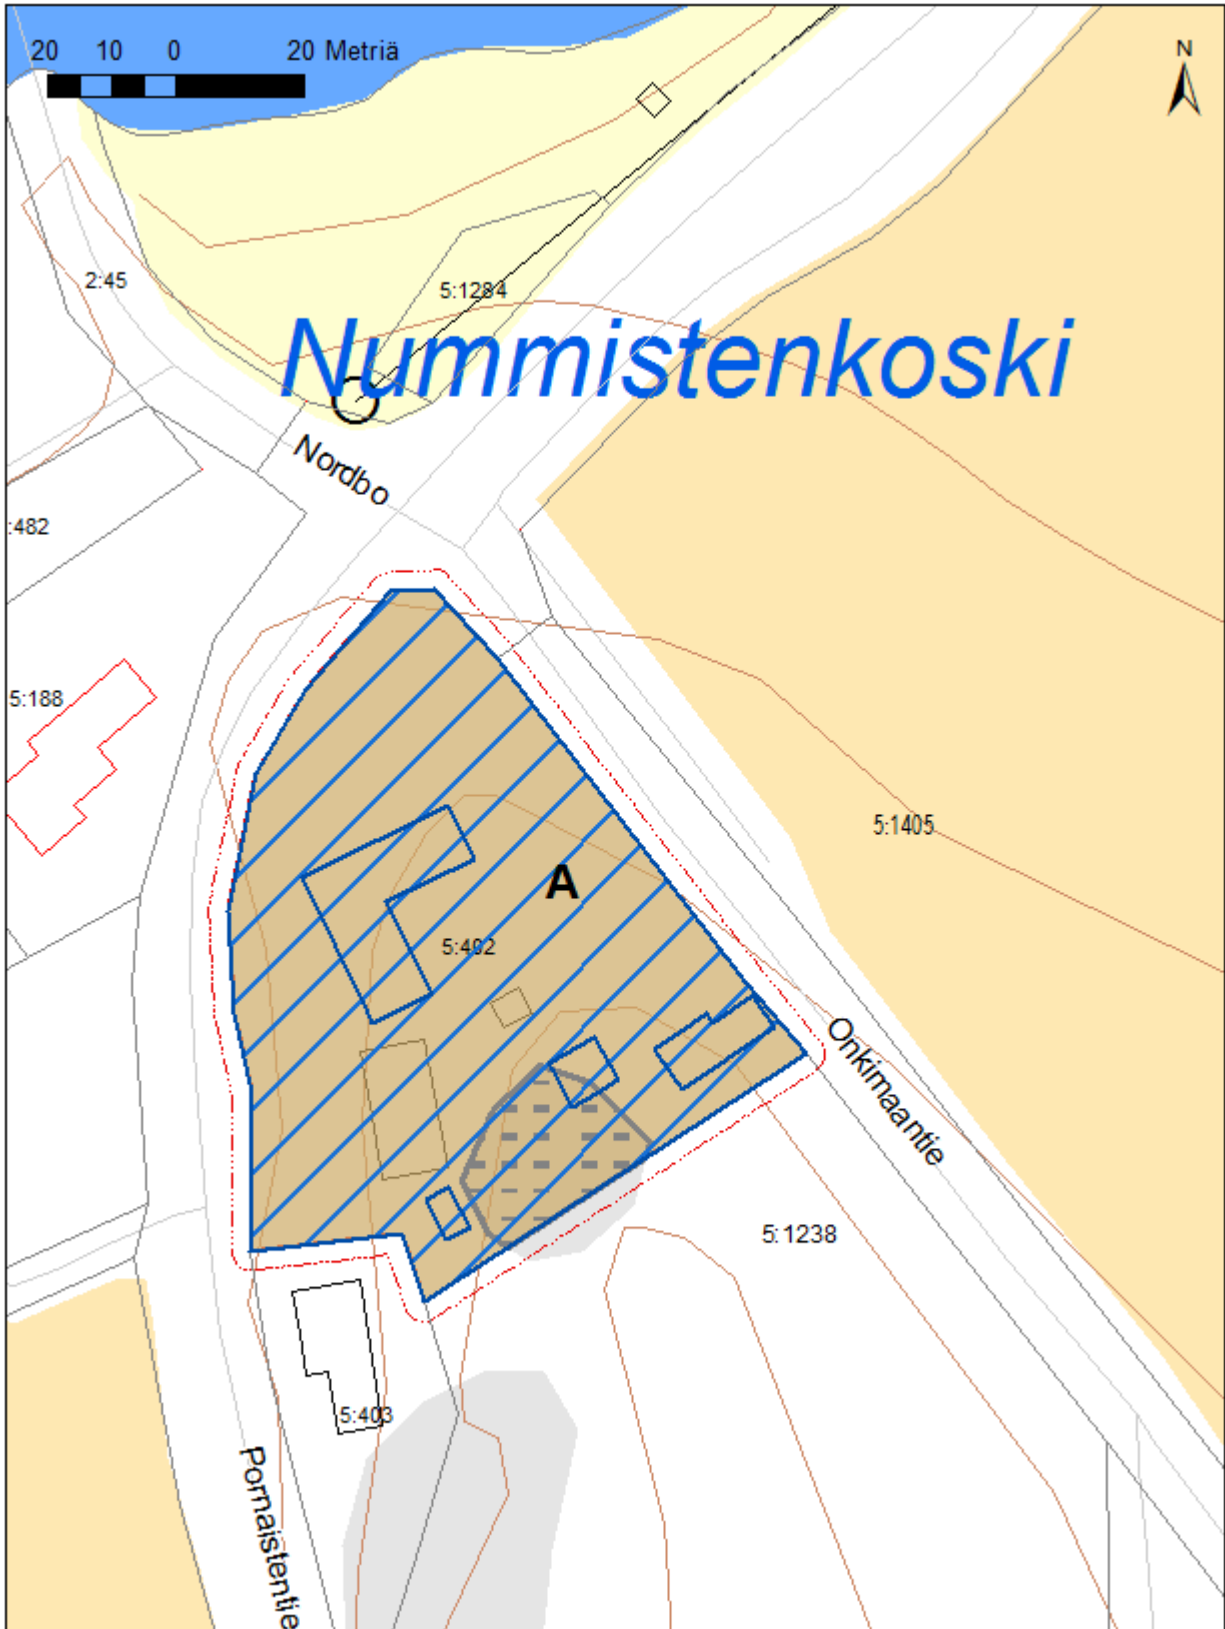 20 10 0 20 Metriä
N
2:45
5:1284
Nummistenkoski
Nordbo
:482
5:188
5:1405
A
5:402
Onkimaantie
5:1238
5:403
Pornaistentie